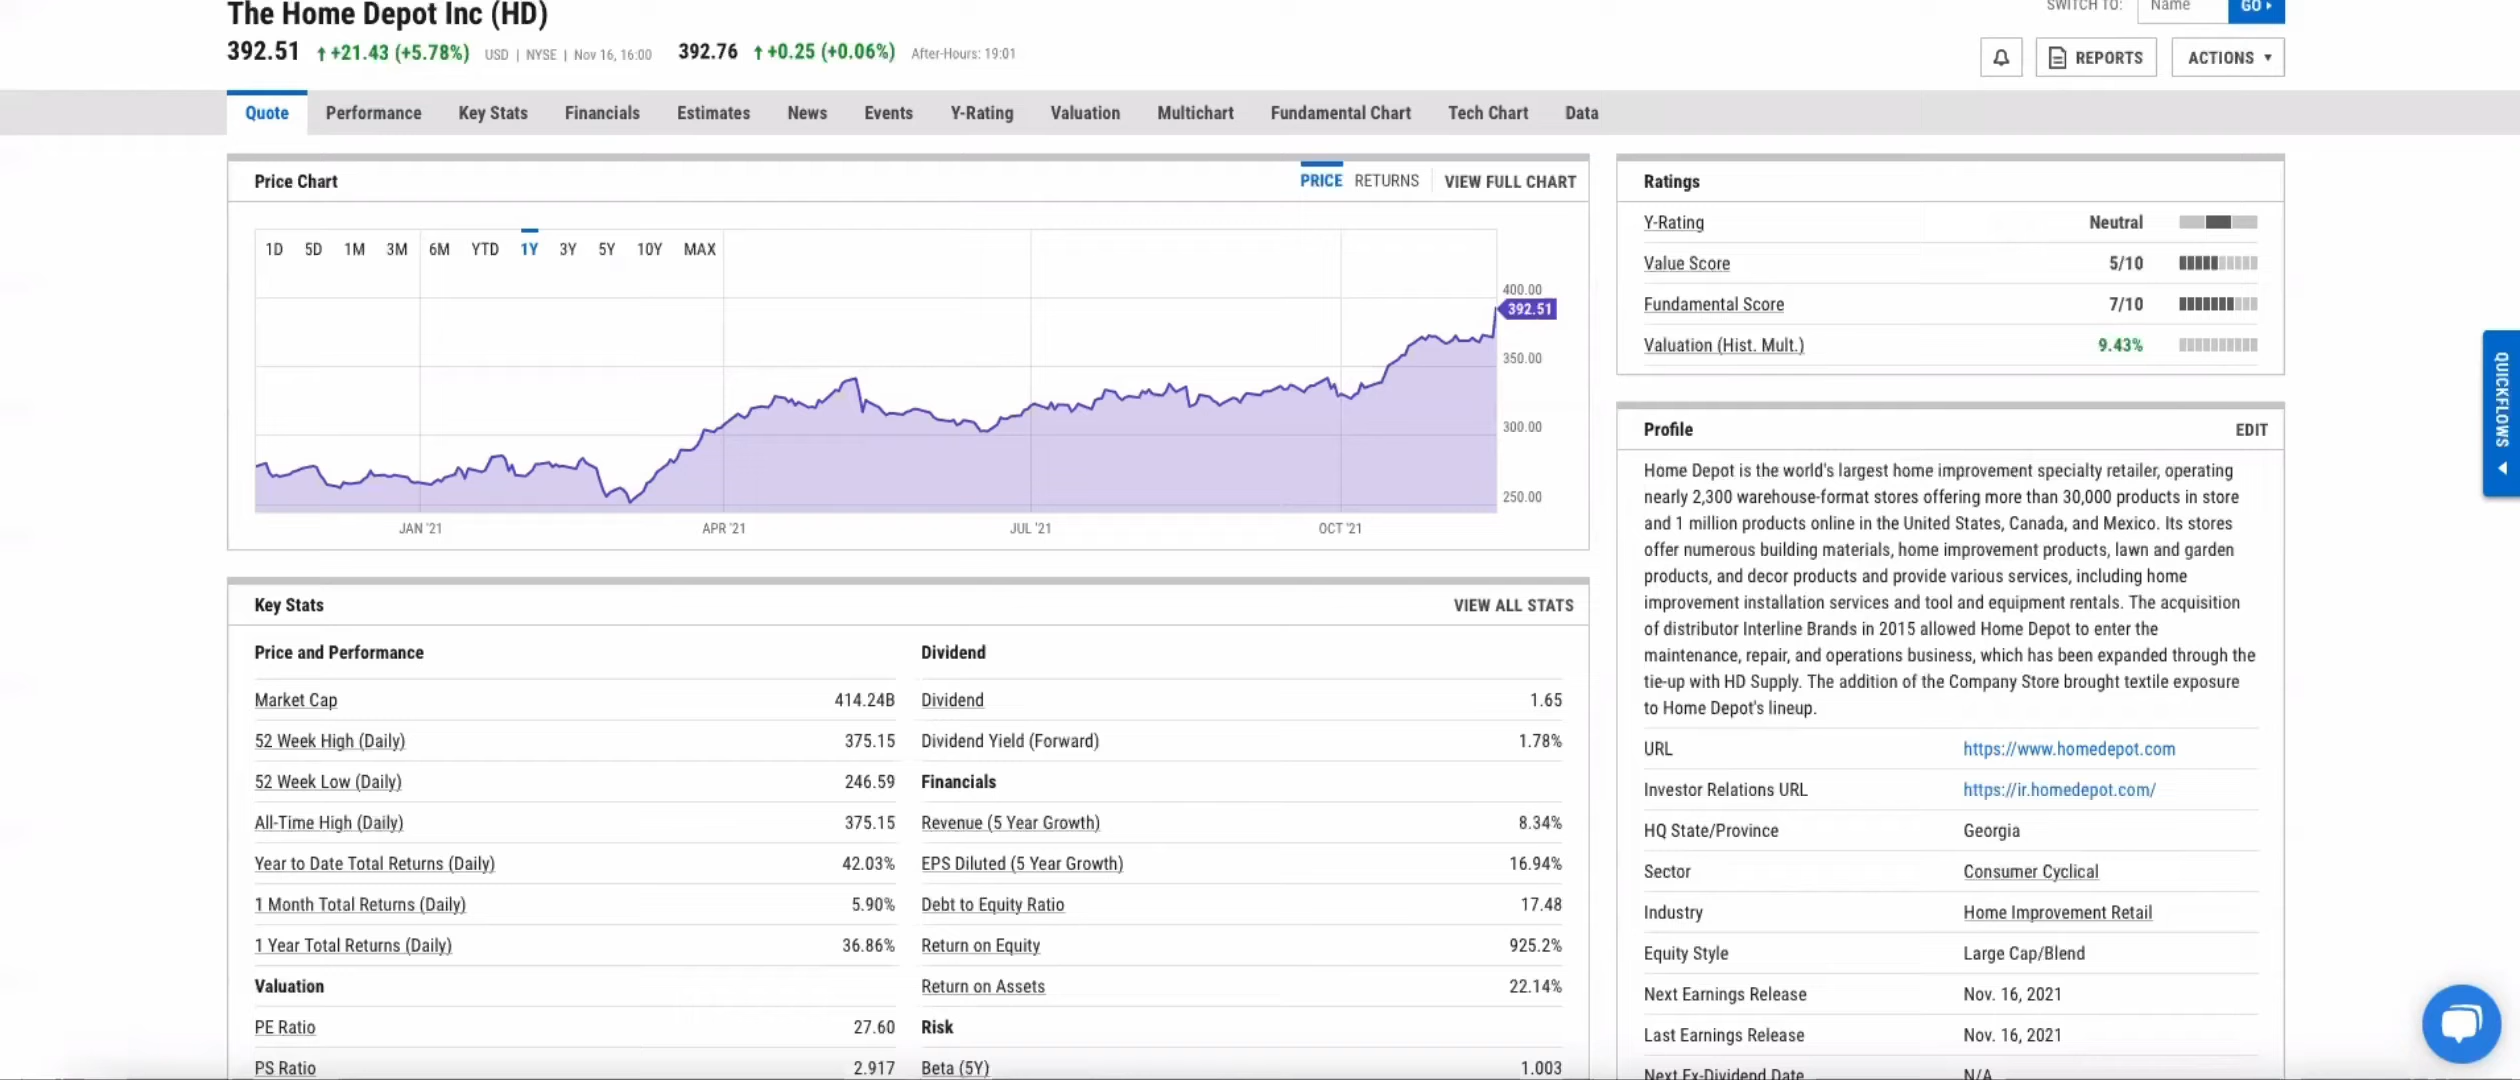 The Home Depot Inc (HD)
SWITCH TO: Name GO
392.51 +21.43 (+5.78%) USD | NYSE | Nov 16, 16:00 392.76 +0.25 (+0.06%) After-Hours: 19:01
REPORTS
ACTIONS
Quote Performance Key Stats Financials Estimates News Events Y-Rating Valuation Multichart Fundamental Chart Tech Chart Data
Price Chart
PRICE RETURNS VIEW FULL CHART
1D 5D 1M 3M 6M YTD 1Y 3Y 5Y 10Y MAX
400.00
392.51
350.00
300.00
250.00
JAN '21 APR '21 JUL '21 OCT '21
Key Stats VIEW ALL STATS
Price and Performance
Market Cap 414.24B
52 Week High (Daily) 375.15
52 Week Low (Daily) 246.59
All-Time High (Daily) 375.15
Year to Date Total Returns (Daily) 42.03%
1 Month Total Returns (Daily) 5.90%
1 Year Total Returns (Daily) 36.86%
Valuation
PE Ratio 27.60
PS Ratio 2.917
Dividend
Dividend 1.65
Dividend Yield (Forward) 1.78%
Financials
Revenue (5 Year Growth) 8.34%
EPS Diluted (5 Year Growth) 16.94%
Debt to Equity Ratio 17.48
Return on Equity 925.2%
Return on Assets 22.14%
Risk
Beta (5Y) 1.003
Ratings
Y-Rating Neutral
Value Score 5/10
Fundamental Score 7/10
Valuation (Hist. Mult.) 9.43%
Profile EDIT
Home Depot is the world's largest home improvement specialty retailer, operating
nearly 2,300 warehouse-format stores offering more than 30,000 products in store
and 1 million products online in the United States, Canada, and Mexico. Its stores
offer numerous building materials, home improvement products, lawn and garden
products, and decor products and provide various services, including home
improvement installation services and tool and equipment rentals. The acquisition
of distributor Interline Brands in 2015 allowed Home Depot to enter the
maintenance, repair, and operations business, which has been expanded through the
tie-up with HD Supply. The addition of the Company Store brought textile exposure
to Home Depot's lineup.
URL https://www.homedepot.com
Investor Relations URL https://ir.homedepot.com/
HQ State/Province Georgia
Sector Consumer Cyclical
Industry Home Improvement Retail
Equity Style Large Cap/Blend
Next Earnings Release Nov. 16, 2021
Last Earnings Release Nov. 16, 2021
Next Ex-Dividend Date N/A
QUICKFLOWS